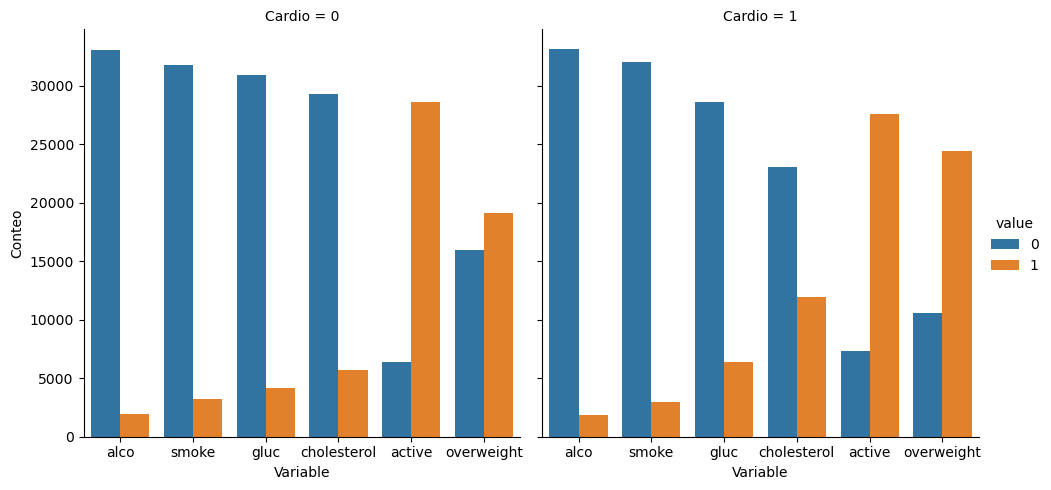 Cardio = 0
Cardio = 1
Conteo
30000
25000
20000
15000
10000
5000
0
alco smoke gluc cholesterol active overweight
alco smoke gluc cholesterol active overweight
Variable
Variable
value
0
1